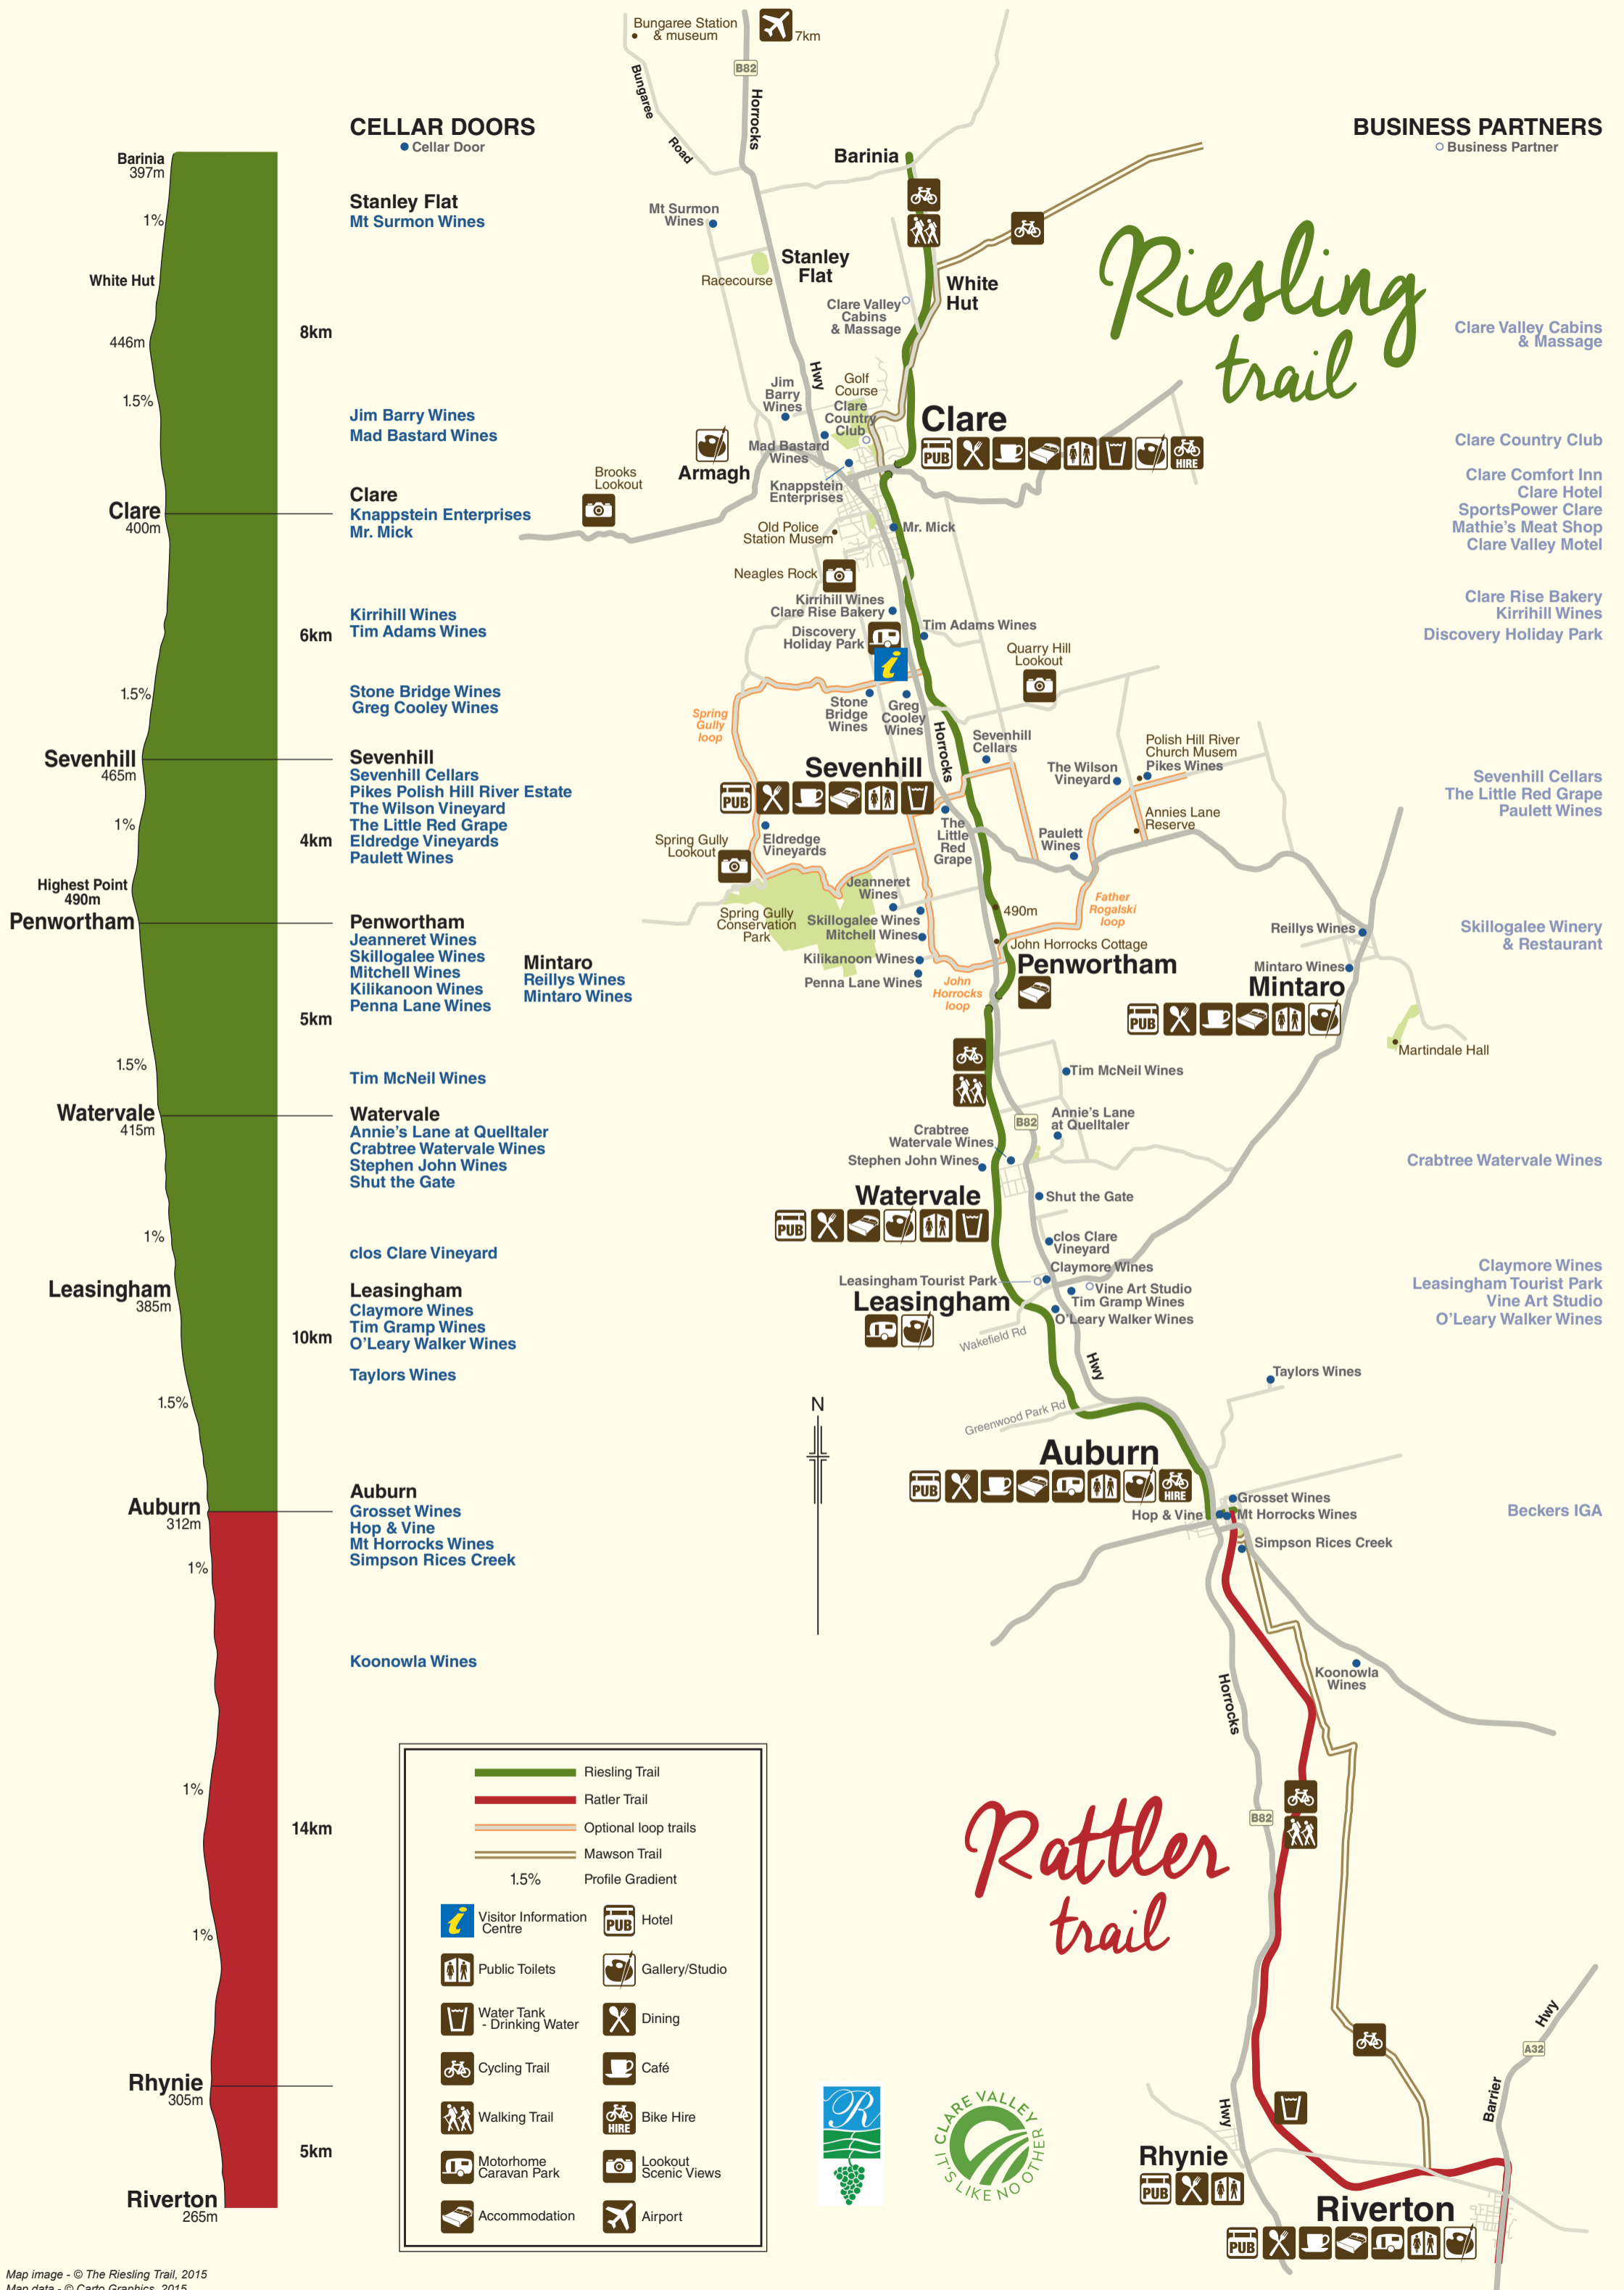 Barinia
397m
1%
White Hut
446m
1.5%
Clare
400m
1.5%
Sevenhill
465m
1%
Highest Point
490m
Penwortham
1.5%
Watervale
415m
1%
Leasingham
385m
1.5%
Auburn
312m
1%
1%
1%
Rhynie
305m
Riverton
265m
8km
6km
4km
5km
10km
14km
5km
CELLAR DOORS
Cellar Door
Stanley Flat
Mt Surmon Wines
Jim Barry Wines
Mad Bastard Wines
Clare
Knappstein Enterprises
Mr. Mick
Kirrihill Wines
Tim Adams Wines
Stone Bridge Wines
Greg Cooley Wines
Sevenhill
Sevenhill Cellars
Pikes Polish Hill River Estate
The Wilson Vineyard
The Little Red Grape
Eldredge Vineyards
Paulett Wines
Penwortham
Jeanneret Wines
Skillogalee Wines
Mitchell Wines
Kilikanoon Wines
Penna Lane Wines
Mintaro
Reillys Wines
Mintaro Wines
Tim McNeil Wines
Watervale
Annie's Lane at Quelltaler
Crabtree Watervale Wines
Stephen John Wines
Shut the Gate
clos Clare Vineyard
Leasingham
Claymore Wines
Tim Gramp Wines
O'Leary Walker Wines
Taylors Wines
Auburn
Grosset Wines
Hop & Vine
Mt Horrocks Wines
Simpson Rices Creek
Koonowla Wines
Bungaree Station
& museum
7km
B82
Bungaree
Road
Horrocks
Barinia
Mt Surmon
Wines
Stanley
Flat
Racecourse
White
Hut
Clare Valley
Cabins
& Massage
Hwy
Golf
Course
Jim
Barry
Wines
Clare
Country
Club
Mad Bastard
Wines
Clare
PUB
HIRE
Armagh
Brooks
Lookout
Knappstein
Enterprises
Old Police
Station Musem
Mr. Mick
Neagles Rock
Kirrihill Wines
Clare Rise Bakery
Discovery
Holiday Park
i
Tim Adams Wines
Quarry Hill
Lookout
Spring
Gully
loop
Stone
Bridge
Wines
Greg
Cooley
Wines
Horrocks
Sevenhill
Cellars
Polish Hill River
Church Musem
Pikes Wines
The Wilson
Vineyard
Sevenhill
PUB
Annies Lane
Reserve
The
Little
Red
Grape
Paulett
Wines
Eldredge
Vineyards
Spring Gully
Lookout
Jeanneret
Wines
Spring Gully
Conservation
Park
Skillogalee Wines
Mitchell Wines
Kilikanoon Wines
Penna Lane Wines
490m
Father
Rogalski
loop
John Horrocks Cottage
Penwortham
John
Horrocks
loop
Reillys Wines
Mintaro Wines
Mintaro
PUB
Martindale Hall
Tim McNeil Wines
B82
Annie's Lane
at Quelltaler
Crabtree
Watervale Wines
Stephen John Wines
Watervale
PUB
Shut the Gate
clos Clare
Vineyard
Claymore Wines
Leasingham Tourist Park
Vine Art Studio
Tim Gramp Wines
Leasingham
O'Leary Walker Wines
Wakefield Rd
Hwy
Taylors Wines
Greenwood Park Rd
N
Auburn
PUB
HIRE
Grosset Wines
Hop & Vine
Mt Horrocks Wines
Simpson Rices Creek
Koonowla
Wines
Horrocks
B82
Hwy
A32
Hwy
Barrier
Rhynie
PUB
Riverton
PUB
Riesling
trail
Rattler
trail
BUSINESS PARTNERS
Business Partner
Clare Valley Cabins
& Massage
Clare Country Club
Clare Comfort Inn
Clare Hotel
SportsPower Clare
Mathie's Meat Shop
Clare Valley Motel
Clare Rise Bakery
Kirrihill Wines
Discovery Holiday Park
Sevenhill Cellars
The Little Red Grape
Paulett Wines
Skillogalee Winery
& Restaurant
Crabtree Watervale Wines
Claymore Wines
Leasingham Tourist Park
Vine Art Studio
O'Leary Walker Wines
Beckers IGA
Riesling Trail
Ratler Trail
Optional loop trails
Mawson Trail
1.5% Profile Gradient
i Visitor Information
Centre
PUB Hotel
Public Toilets
Gallery/Studio
Water Tank
- Drinking Water
Dining
Cycling Trail
Café
Walking Trail
HIRE Bike Hire
Motorhome
Caravan Park
Lookout
Scenic Views
Accommodation
Airport
R
CLARE VALLEY
IT'S LIKE NO OTHER
Map image - © The Riesling Trail, 2015
Map data - © Carto Graphics, 2015